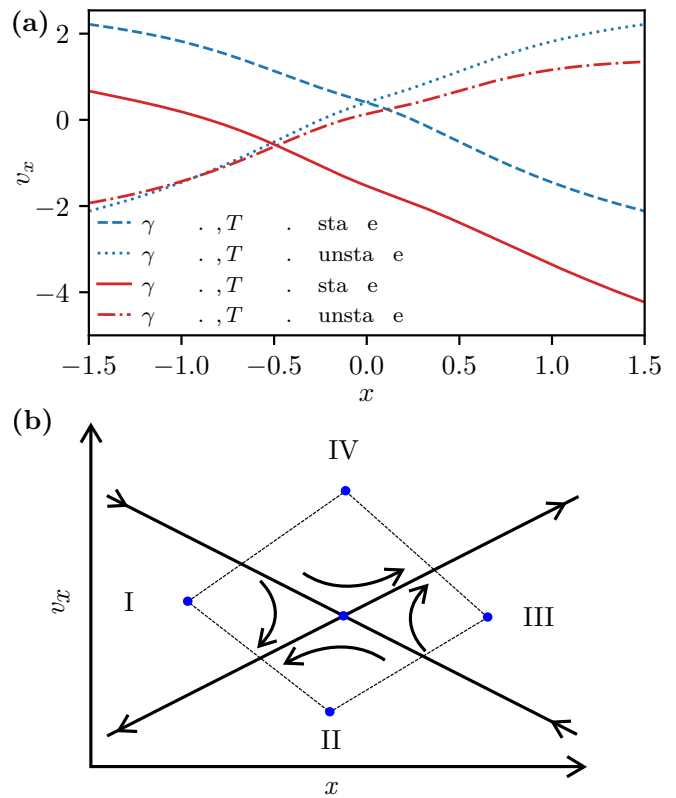 (a)
2
0
−2
−4
v_x
γ . , T . sta e
γ . , T . unsta e
γ . , T . sta e
γ . , T . unsta e
−1.5 −1.0 −0.5 0.0 0.5 1.0 1.5
x
(b)
IV
I
III
II
v_x
x